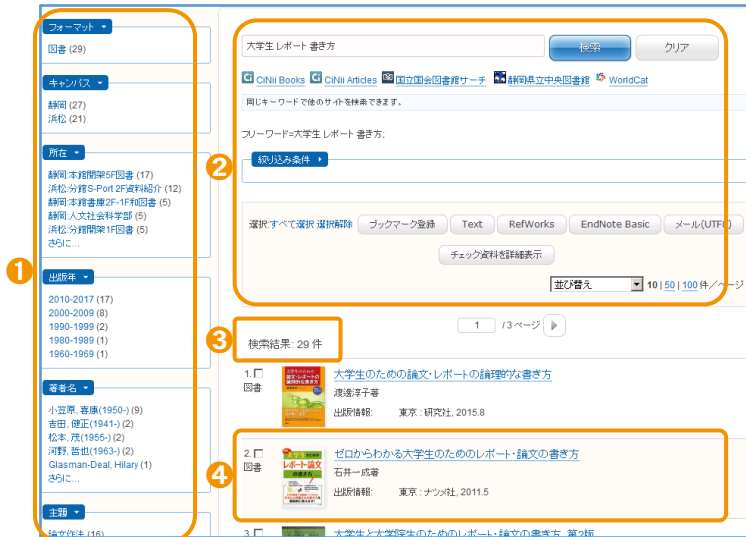 フォーマット
図書 (29)
キャンパス
静岡 (27)
浜松 (21)
所在
静岡:本館開架5F図書 (17)
浜松:分館S-Port 2F資料紹介 (12)
静岡:本館書庫2F-1F和図書 (5)
静岡:人文社会科学部 (5)
浜松:分館開架1F図書 (5)
さらに...
出版年
2010-2017 (17)
2000-2009 (8)
1990-1999 (2)
1980-1989 (1)
1960-1969 (1)
著者名
小笠原, 喜康(1950-) (9)
吉田, 健正(1941-) (2)
松本, 茂(1955-) (2)
河野, 哲也(1963-) (2)
Glasman-Deal, Hilary (1)
さらに...
主題
論文作法 (16)
1
大学生 レポート 書き方
検索
クリア
CiNii Books CiNii Articles 国立国会図書館サーチ 静岡県立中央図書館 WorldCat
同じキーワードで他のサイトを検索できます。
フリーワード=大学生 レポート 書き方;
2
絞り込み条件
選択:すべて選択 選択解除 ブックマーク登録 Text RefWorks EndNote Basic メール(UTF8)
チェック資料を詳細表示
並び替え 10 | 50 | 100 件/ページ
1 /3 ページ
3
検索結果: 29 件
1. 大学生のための論文・レポートの論理的な書き方
図書
渡邊淳子著
出版情報: 東京 : 研究社, 2015.8
4
2. ゼロからわかる大学生のためのレポート・論文の書き方
図書
石井一成著
出版情報: 東京 : ナツメ社, 2011.5
3. 大学生と大学院生のためのレポート・論文の書き方 第2版